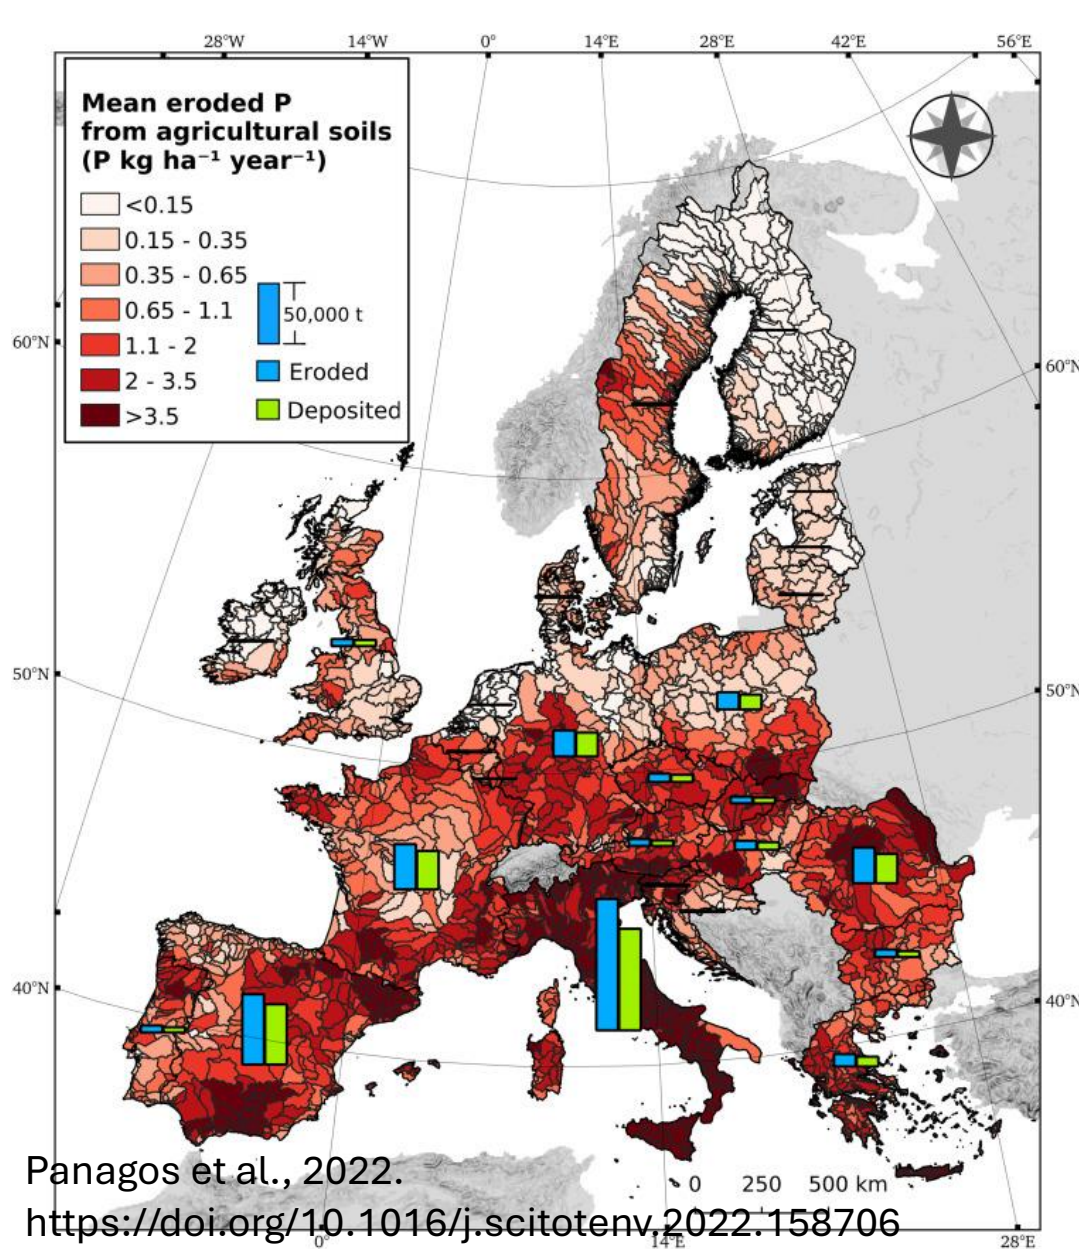 28°W 14°W 0° 14°E 28°E 42°E 56°E
Mean eroded P
from agricultural soils
(P kg ha⁻¹ year⁻¹)
<0.15
0.15 - 0.35
0.35 - 0.65
0.65 - 1.1
1.1 - 2
2 - 3.5
>3.5
50,000 t
Eroded
Deposited
60°N
60°N
50°N
50°N
40°N
40°N
0 250 500 km
Panagos et al., 2022.
https://doi.org/10.1016/j.scitotenv.2022.158706
0° 14°E 28°E